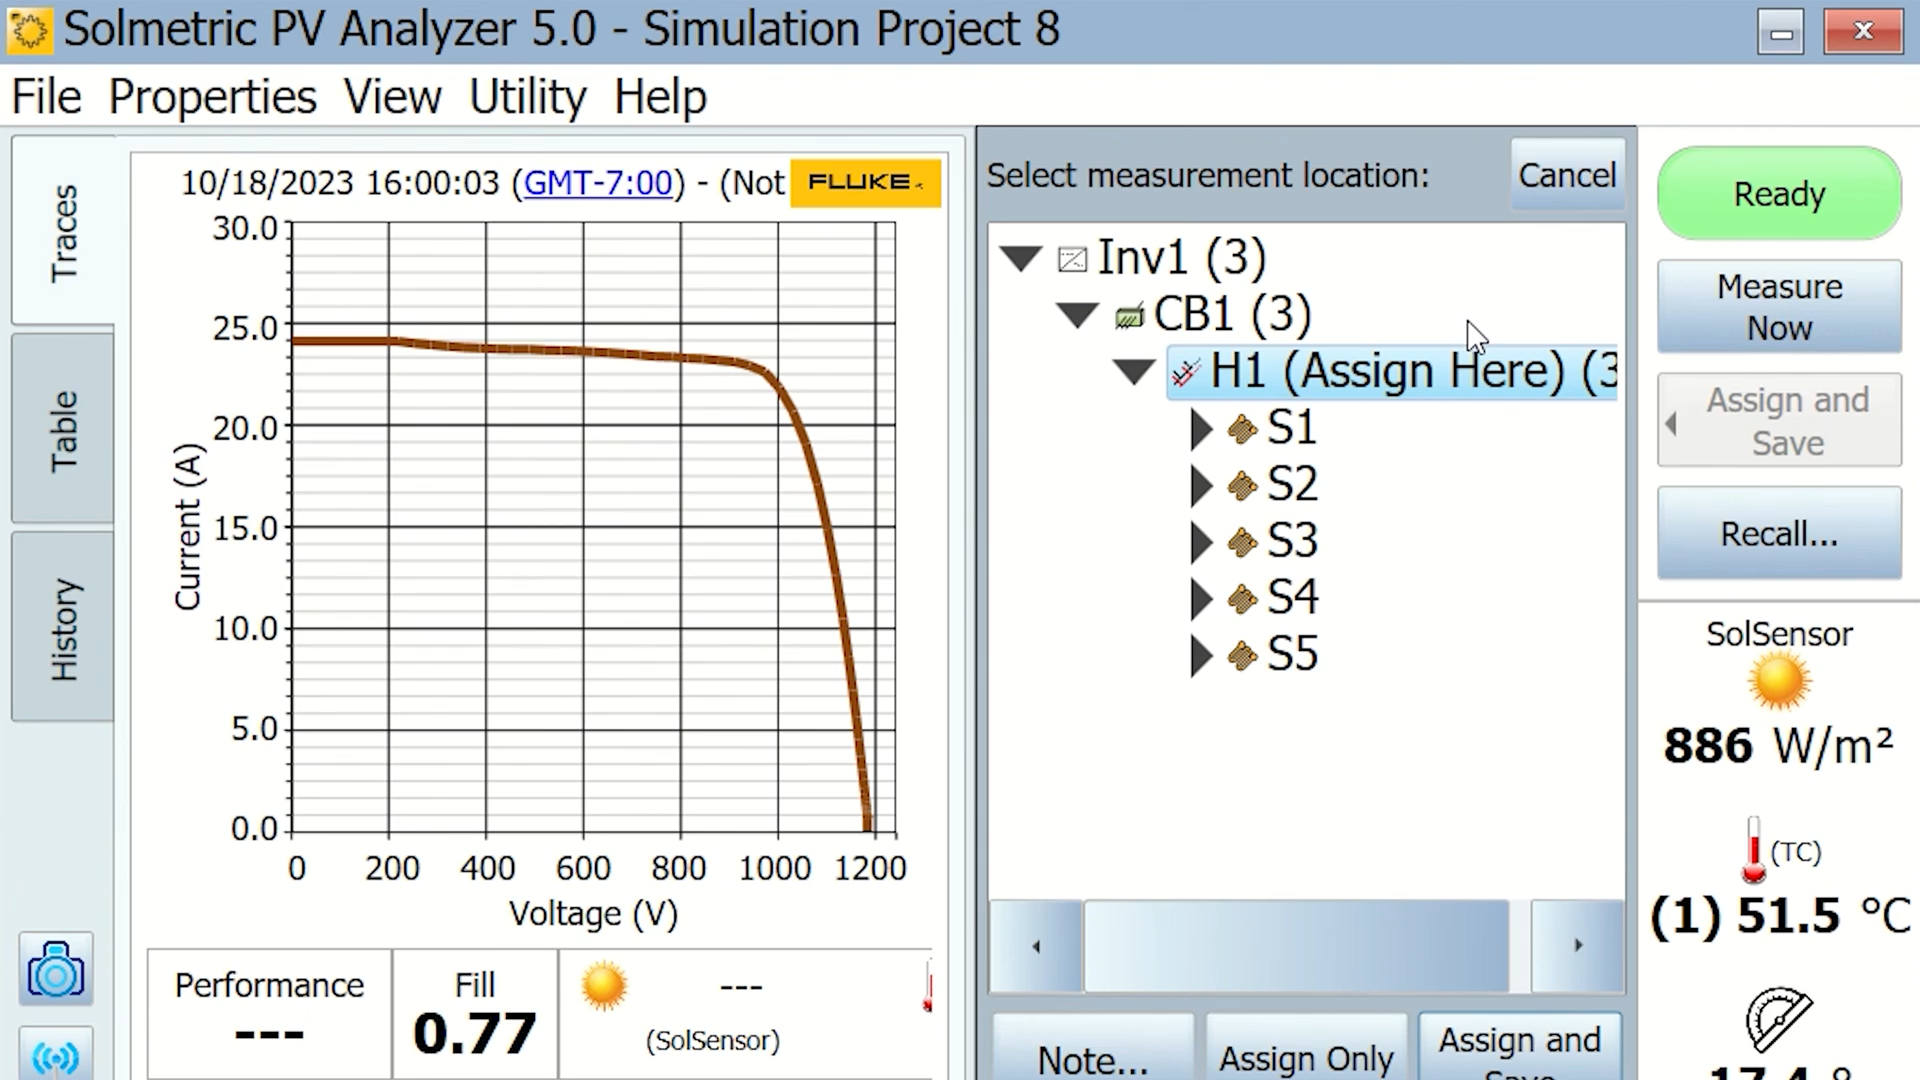 Solmetric PV Analyzer 5.0 - Simulation Project 8
File Properties View Utility Help
Traces
Table
History
10/18/2023 16:00:03 (GMT-7:00) - (Not
FLUKE
30.0
25.0
20.0
15.0
10.0
5.0
0.0
Current (A)
0 200 400 600 800 1000 1200
Voltage (V)
Performance
---
Fill
0.77
---
(SolSensor)
Select measurement location:
Cancel
Inv1 (3)
CB1 (3)
H1 (Assign Here) (3
S1
S2
S3
S4
S5
Note...
Assign Only
Assign and
Save
Ready
Measure
Now
Assign and
Save
Recall...
SolSensor
886 W/m²
(TC)
(1) 51.5 °C
17.4 °